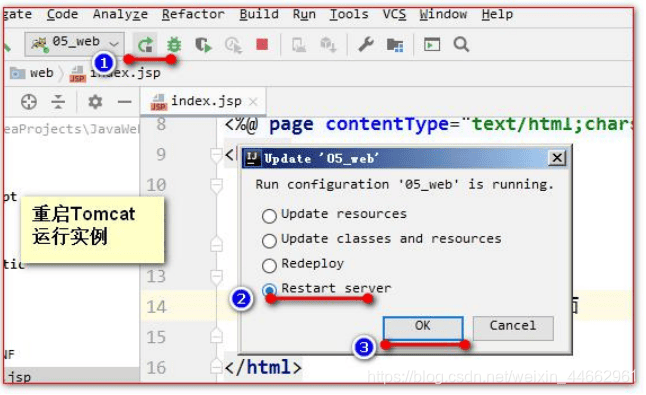 gate Code Analyze Refactor Build Run Tools VCS Window Help
05_web
1
web index.jsp
index.jsp
eaProjects\JavaWeb
8 <%@ page contentType="text/html;chars
9 <
10
pt
重启Tomcat
运行实例
tic
13
14 面
15
NF
.jsp
16 </html>
Update '05_web'
Run configuration '05_web' is running.
Update resources
Update classes and resources
Redeploy
2 Restart server
OK Cancel
3
https://blog.csdn.net/weixin_44662961